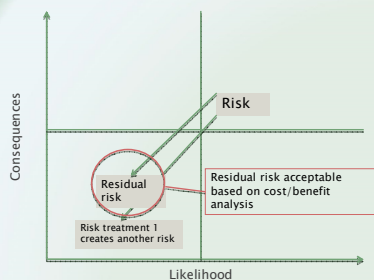 Consequences
Risk
Residual
risk
Residual risk acceptable
based on cost/benefit
analysis
Risk treatment 1
creates another risk
Likelihood